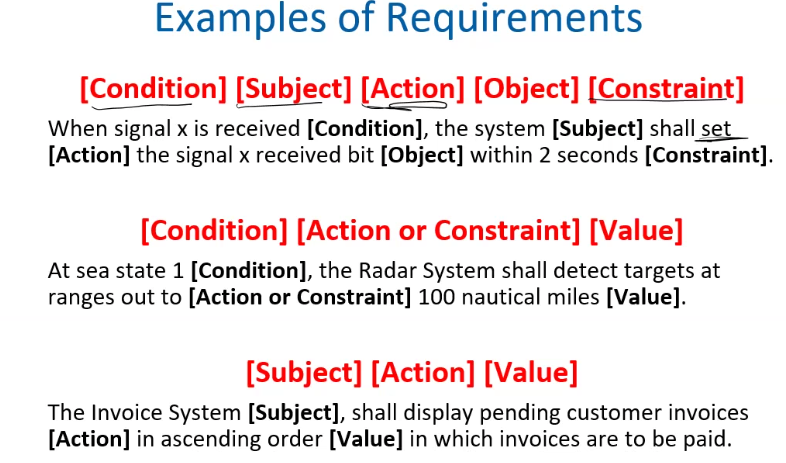 Examples of Requirements
[Condition] [Subject] [Action] [Object] [Constraint]
When signal x is received [Condition], the system [Subject] shall set
[Action] the signal x received bit [Object] within 2 seconds [Constraint].
[Condition] [Action or Constraint] [Value]
At sea state 1 [Condition], the Radar System shall detect targets at
ranges out to [Action or Constraint] 100 nautical miles [Value].
[Subject] [Action] [Value]
The Invoice System [Subject], shall display pending customer invoices
[Action] in ascending order [Value] in which invoices are to be paid.